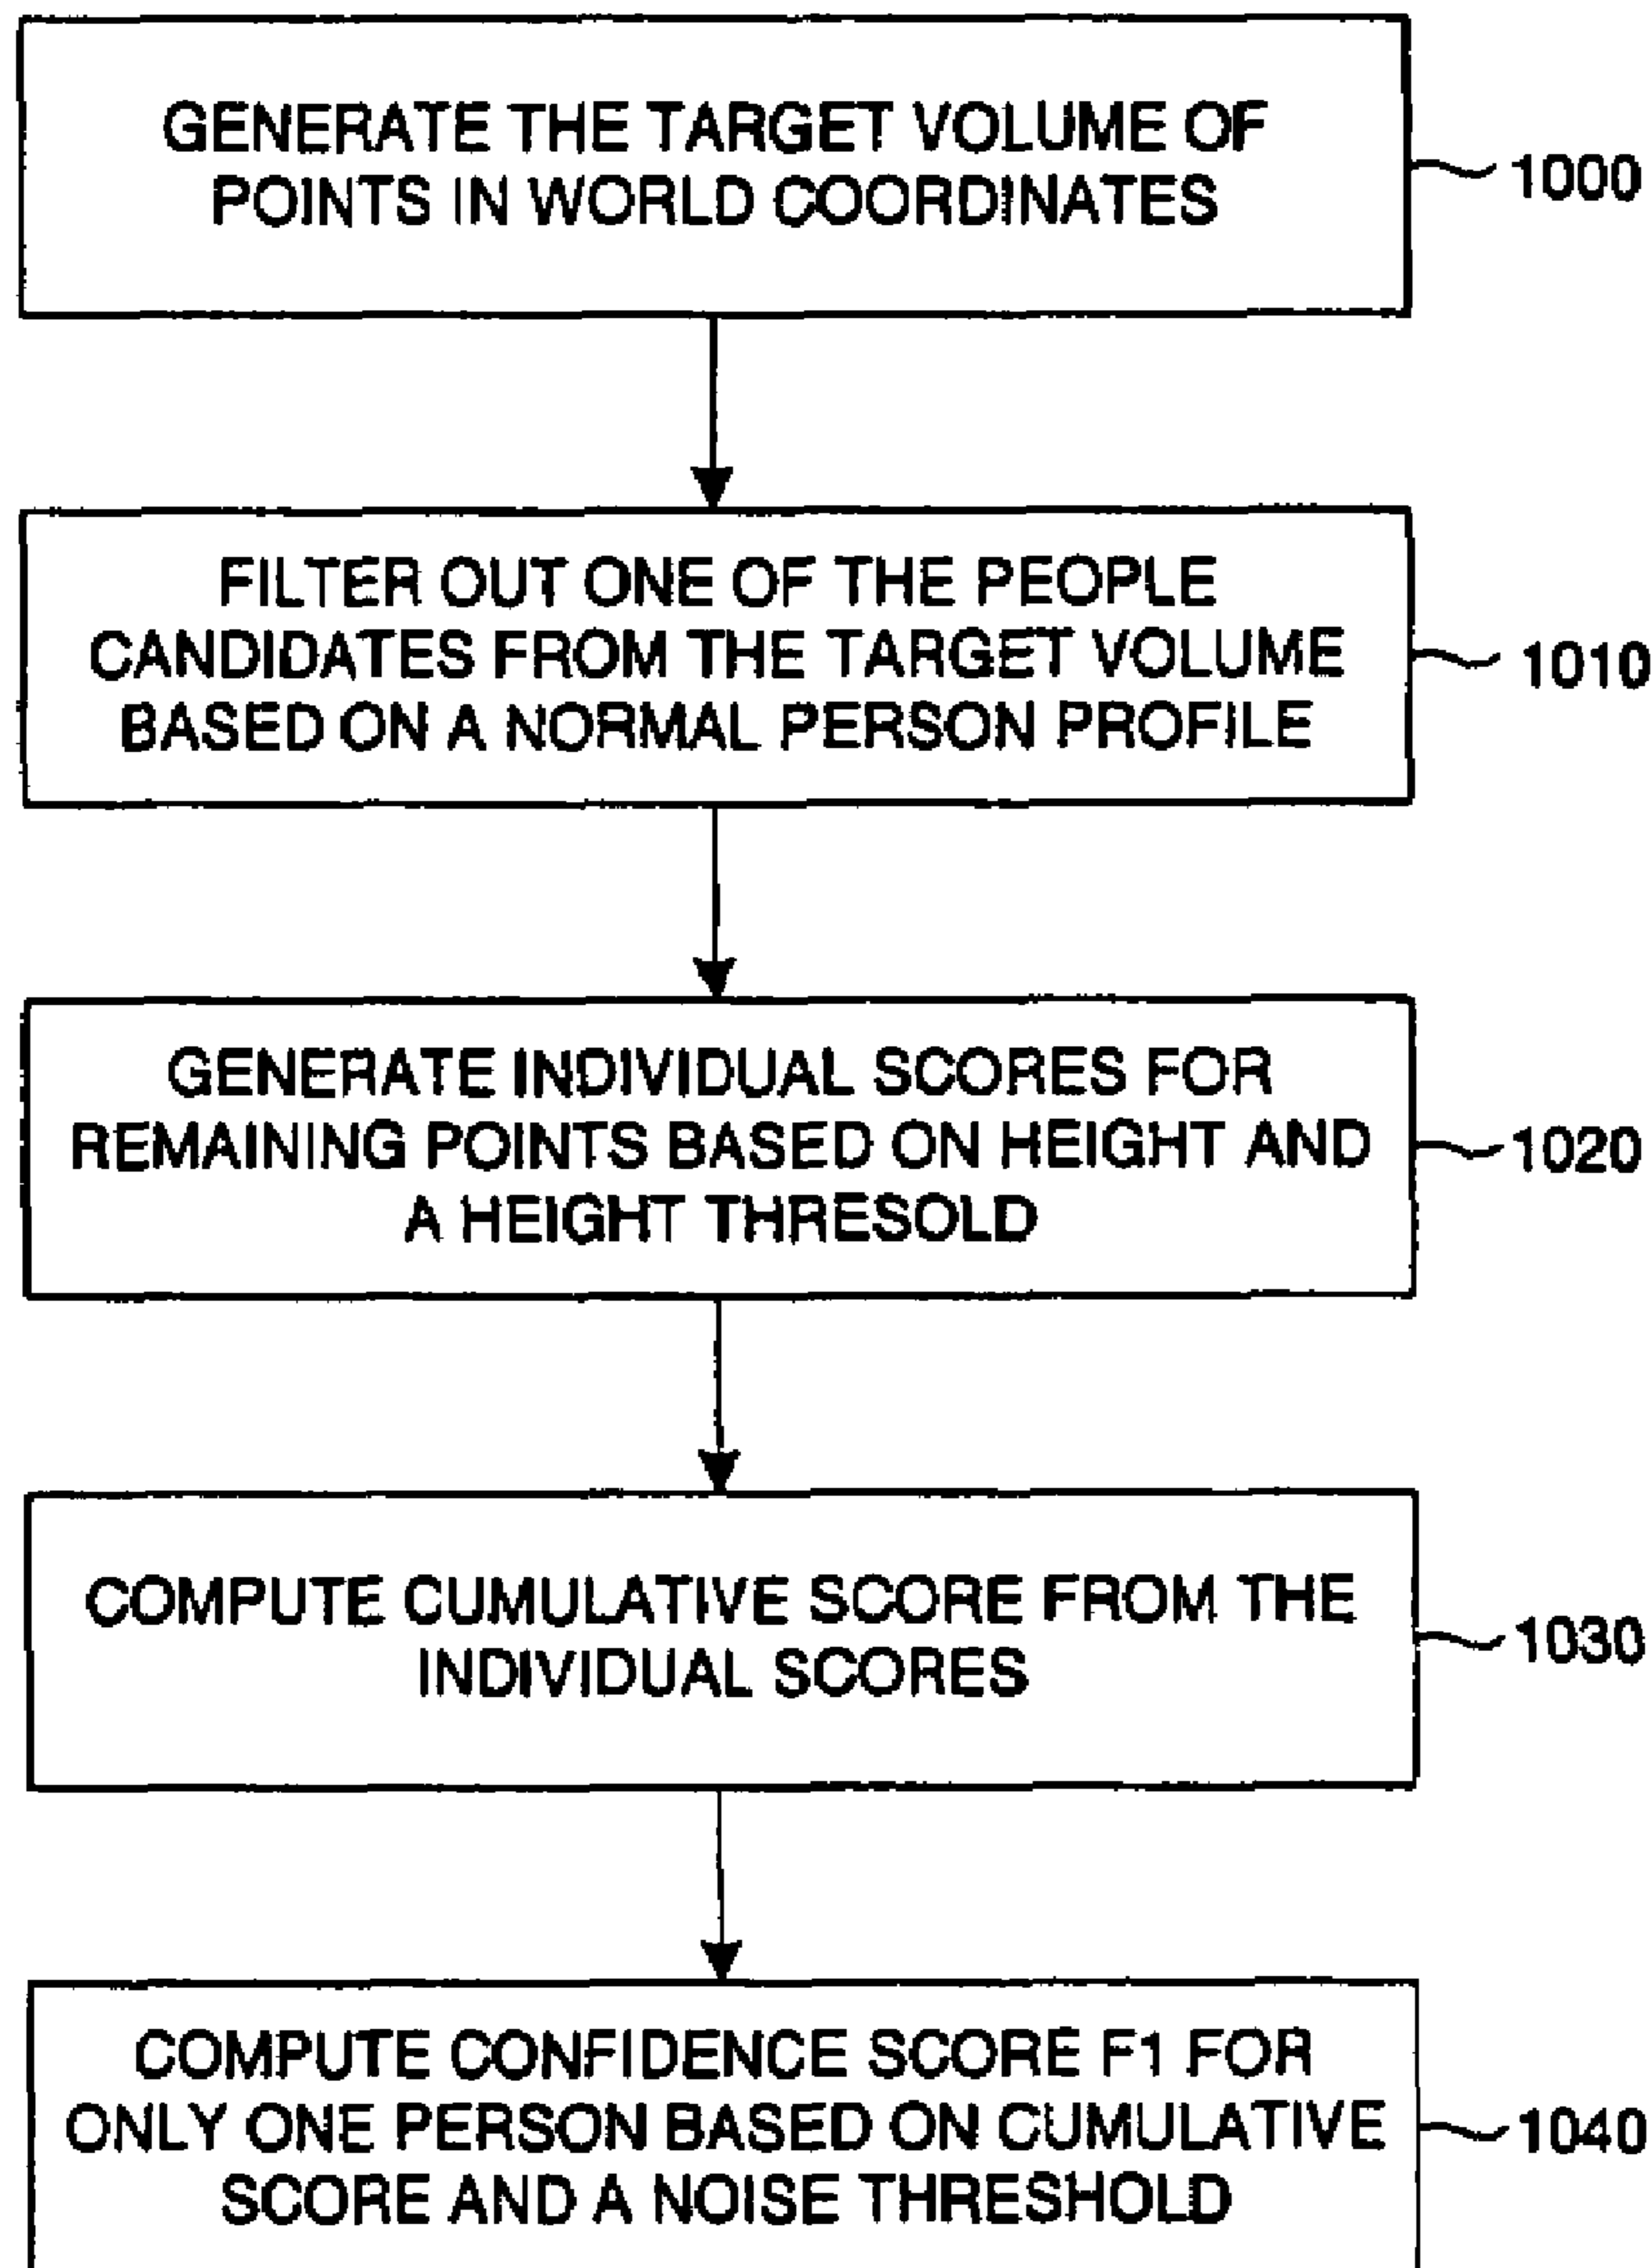 GENERATE THE TARGET VOLUME OF
POINTS IN WORLD COORDINATES
1000
FILTER OUT ONE OF THE PEOPLE
CANDIDATES FROM THE TARGET VOLUME
BASED ON A NORMAL PERSON PROFILE
1010
GENERATE INDIVIDUAL SCORES FOR
REMAINING POINTS BASED ON HEIGHT AND
A HEIGHT THRESOLD
1020
COMPUTE CUMULATIVE SCORE FROM THE
INDIVIDUAL SCORES
1030
COMPUTE CONFIDENCE SCORE F1 FOR
ONLY ONE PERSON BASED ON CUMULATIVE
SCORE AND A NOISE THRESHOLD
1040